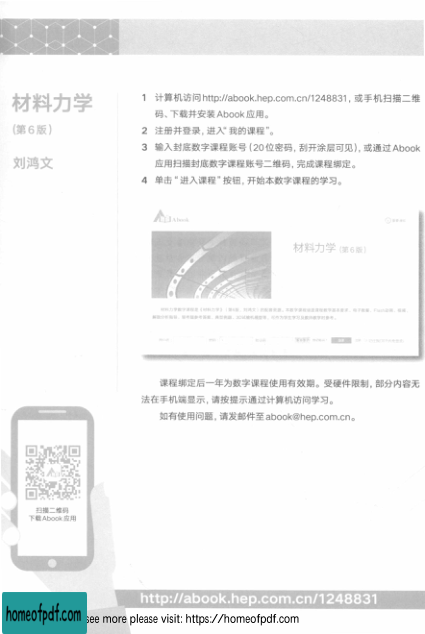 材料力学
(第6版)
刘鸿文
1 计算机访问http://abook.hep.com.cn/1248831, 或手机扫描二维
码、下载并安装Abook应用。
2 注册并登录, 进入“我的课程”。
3 输入封底数字课程账号(20位密码, 刮开涂层可见), 或通过Abook
应用扫描封底数字课程账号二维码, 完成课程绑定。
4 单击“进入课程”按钮, 开始本数字课程的学习。
Abook
材料力学(第6版)
课程绑定后一年为数字课程使用有效期。受硬件限制, 部分内容无
法在手机端显示, 请按提示通过计算机访问学习。
如有使用问题, 请发邮件至abook@hep.com.cn。
扫描二维码
下载Abook应用
http://abook.hep.com.cn/1248831
homeofpdf.com
see more please visit: https://homeofpdf.com